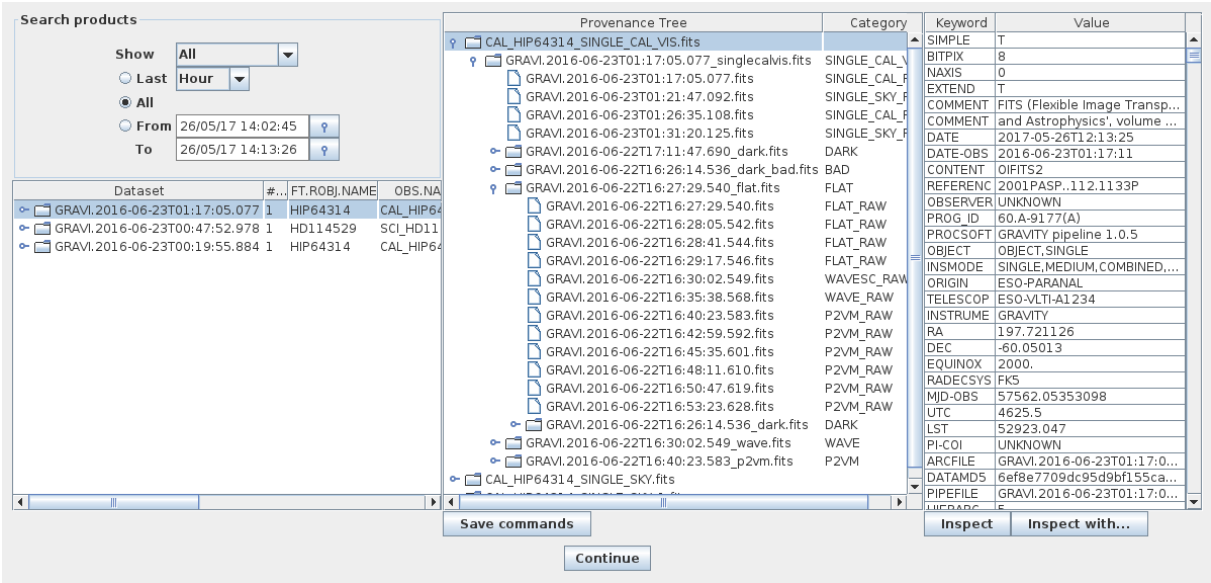 Search products
Show All
Last Hour
All
From 26/05/17 14:02:45
To 26/05/17 14:13:26
Dataset #... FT.ROBJ.NAME OBS.NA
GRAVI.2016-06-23T01:17:05.077 1 HIP64314 CAL_HIP64
GRAVI.2016-06-23T00:47:52.978 1 HD114529 SCI_HD11
GRAVI.2016-06-23T00:19:55.884 1 HIP64314 CAL_HIP64
Provenance Tree Category
CAL_HIP64314_SINGLE_CAL_VIS.fits
GRAVI.2016-06-23T01:17:05.077_singlecalvis.fits SINGLE_CAL_V
GRAVI.2016-06-23T01:17:05.077.fits SINGLE_CAL_R
GRAVI.2016-06-23T01:21:47.092.fits SINGLE_SKY_R
GRAVI.2016-06-23T01:26:35.108.fits SINGLE_CAL_R
GRAVI.2016-06-23T01:31:20.125.fits SINGLE_SKY_R
GRAVI.2016-06-22T17:11:47.690_dark.fits DARK
GRAVI.2016-06-22T16:26:14.536_dark_bad.fits BAD
GRAVI.2016-06-22T16:27:29.540_flat.fits FLAT
GRAVI.2016-06-22T16:27:29.540.fits FLAT_RAW
GRAVI.2016-06-22T16:28:05.542.fits FLAT_RAW
GRAVI.2016-06-22T16:28:41.544.fits FLAT_RAW
GRAVI.2016-06-22T16:29:17.546.fits FLAT_RAW
GRAVI.2016-06-22T16:30:02.549.fits WAVESC_RAW
GRAVI.2016-06-22T16:35:38.568.fits WAVE_RAW
GRAVI.2016-06-22T16:40:23.583.fits P2VM_RAW
GRAVI.2016-06-22T16:42:59.592.fits P2VM_RAW
GRAVI.2016-06-22T16:45:35.601.fits P2VM_RAW
GRAVI.2016-06-22T16:48:11.610.fits P2VM_RAW
GRAVI.2016-06-22T16:50:47.619.fits P2VM_RAW
GRAVI.2016-06-22T16:53:23.628.fits P2VM_RAW
GRAVI.2016-06-22T16:26:14.536_dark.fits DARK
GRAVI.2016-06-22T16:30:02.549_wave.fits WAVE
GRAVI.2016-06-22T16:40:23.583_p2vm.fits P2VM
CAL_HIP64314_SINGLE_SKY.fits
Save commands
Keyword Value
SIMPLE T
BITPIX 8
NAXIS 0
EXTEND T
COMMENT FITS (Flexible Image Transp...
COMMENT and Astrophysics', volume ...
DATE 2017-05-26T12:13:25
DATE-OBS 2016-06-23T01:17:11
CONTENT OIFITS2
REFERENC 2001PASP..112.1133P
OBSERVER UNKNOWN
PROG_ID 60.A-9177(A)
PROCSOFT GRAVITY pipeline 1.0.5
OBJECT OBJECT,SINGLE
INSMODE SINGLE,MEDIUM,COMBINED,...
ORIGIN ESO-PARANAL
TELESCOP ESO-VLTI-A1234
INSTRUME GRAVITY
RA 197.721126
DEC -60.05013
EQUINOX 2000.
RADECSYS FK5
MJD-OBS 57562.05353098
UTC 4625.5
LST 52923.047
PI-COI UNKNOWN
ARCFILE GRAVI.2016-06-23T01:17:0...
DATAMD5 6ef8e7709dc95d9bf155ca...
PIPEFILE GRAVI.2016-06-23T01:17:0...
Inspect Inspect with...
Continue